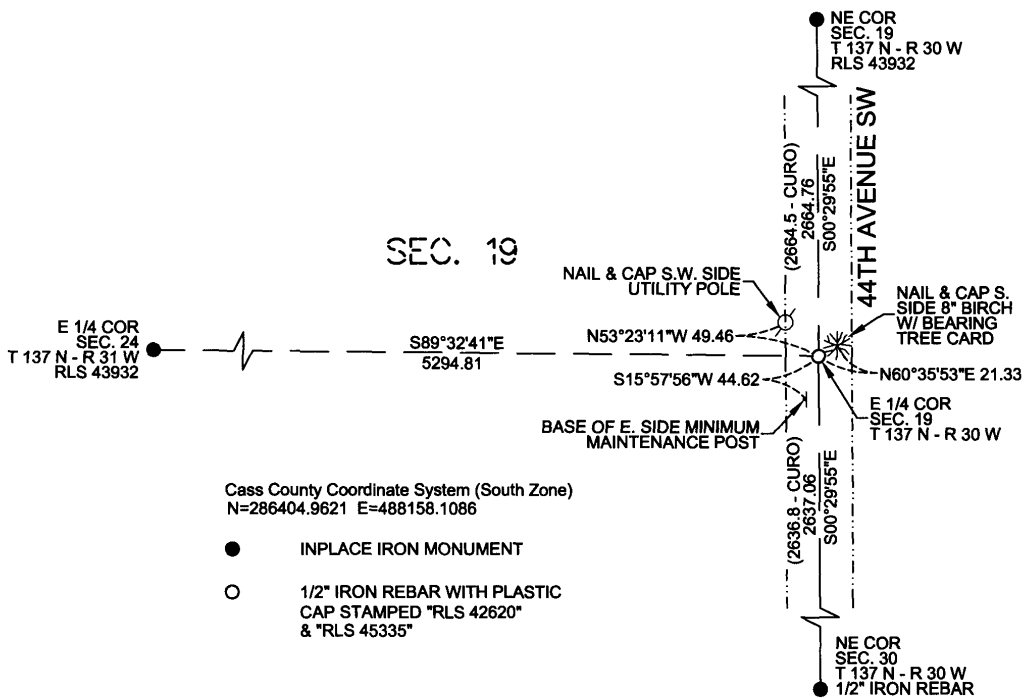 NE COR
SEC. 19
T 137 N - R 30 W
RLS 43932
44TH AVENUE SW
(2664.5 - CURO)
2664.76
S00°29'55"E
SEC. 19
NAIL & CAP S.W. SIDE
UTILITY POLE
NAIL & CAP S.
SIDE 8" BIRCH
W/ BEARING
TREE CARD
E 1/4 COR
SEC. 24
T 137 N - R 31 W
RLS 43932
S89°32'41"E
5294.81
N53°23'11"W 49.46
S15°57'56"W 44.62
N60°35'53"E 21.33
E 1/4 COR
SEC. 19
T 137 N - R 30 W
BASE OF E. SIDE MINIMUM
MAINTENANCE POST
(2636.8 - CURO)
2637.06
S00°29'55"E
Cass County Coordinate System (South Zone)
N=286404.9621 E=488158.1086
INPLACE IRON MONUMENT
1/2" IRON REBAR WITH PLASTIC
CAP STAMPED "RLS 42620"
& "RLS 45335"
NE COR
SEC. 30
T 137 N - R 30 W
1/2" IRON REBAR